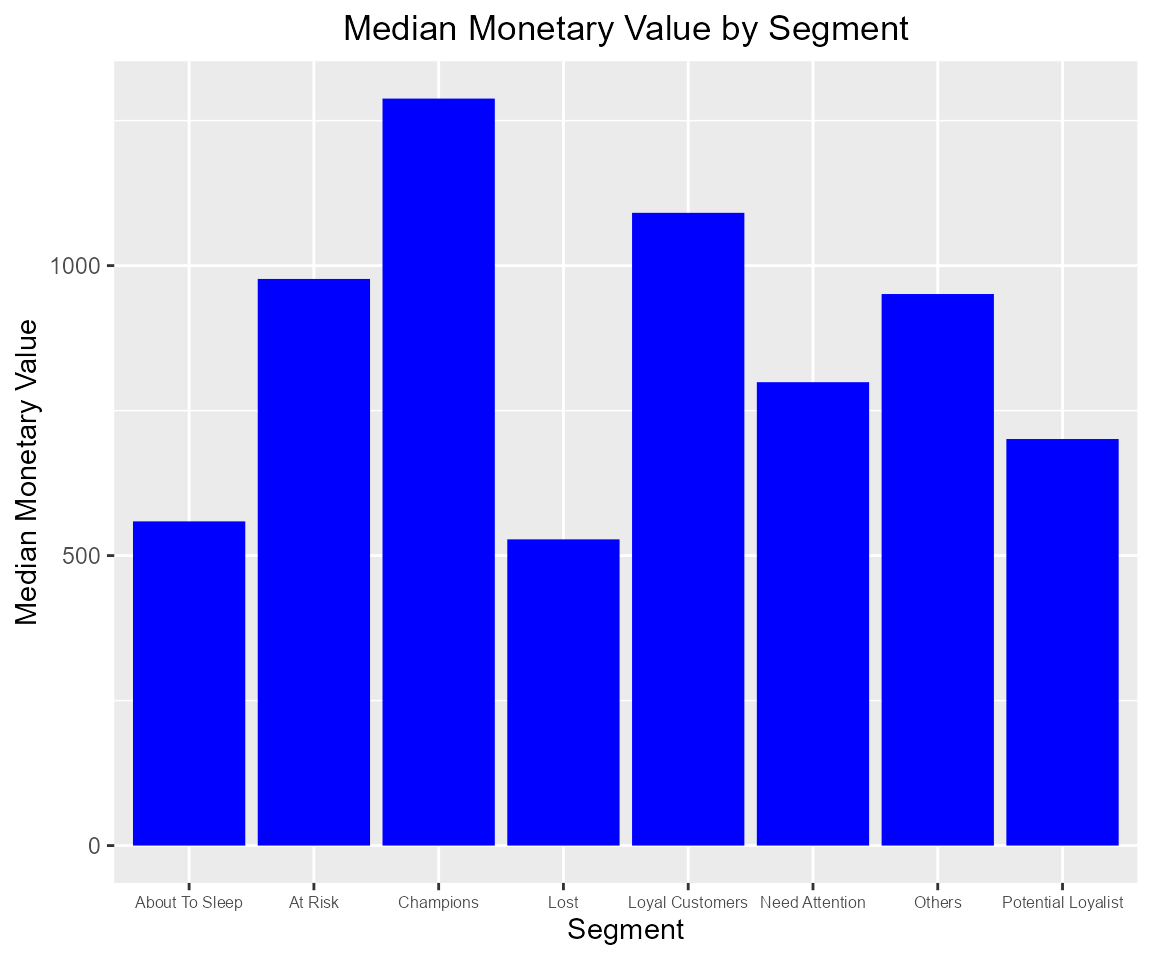 Median Monetary Value by Segment
Median Monetary Value
1000
500
0
About To Sleep At Risk Champions Lost Loyal Customers Need Attention Others Potential Loyalist
Segment